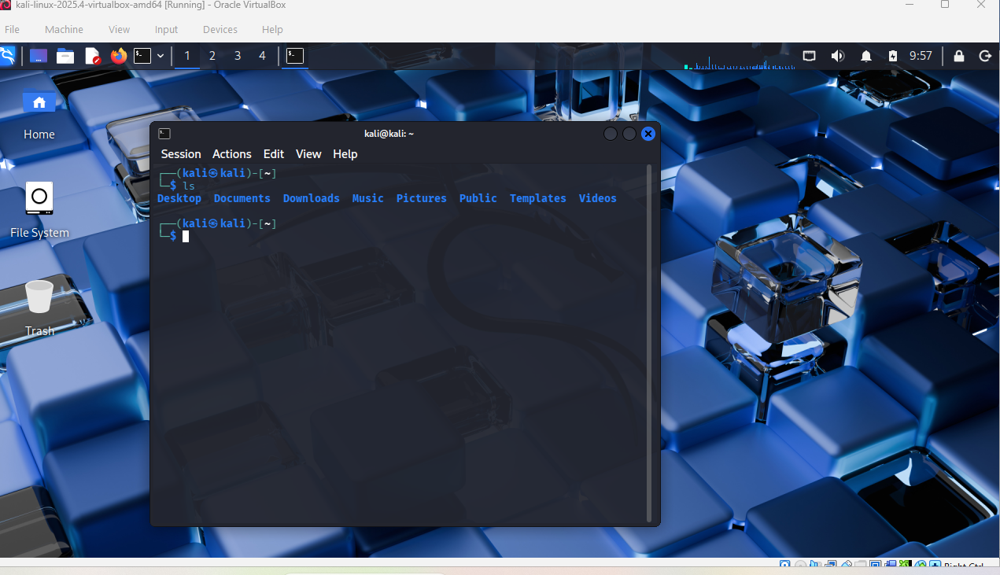 kali-linux-2025.4-virtualbox-amd64 [Running] - Oracle VirtualBox
File Machine View Input Devices Help
1 2 3 4 9:57
Home
File System
Trash
kali@kali: ~
Session Actions Edit View Help
┌──(kali㉿kali)-[~]
└─$ ls
Desktop Documents Downloads Music Pictures Public Templates Videos
┌──(kali㉿kali)-[~]
└─$
Right Ctrl